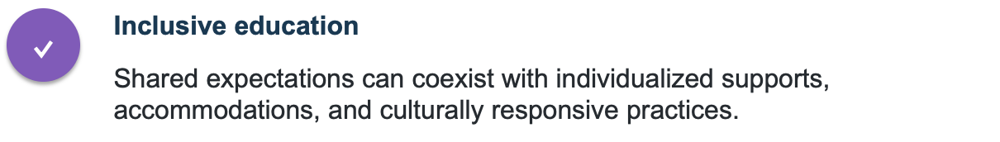 Inclusive education
Shared expectations can coexist with individualized supports,
accommodations, and culturally responsive practices.